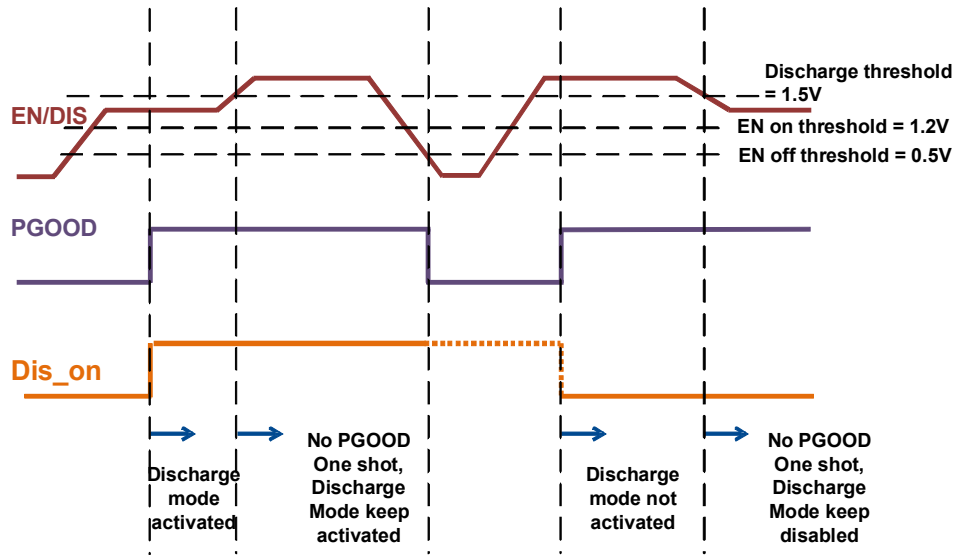 Discharge threshold
= 1.5V
EN/DIS
EN on threshold = 1.2V
EN off threshold = 0.5V
PGOOD
Dis_on
Discharge
mode
activated
No PGOOD
One shot,
Discharge
Mode keep
activated
Discharge
mode not
activated
No PGOOD
One shot,
Discharge
Mode keep
disabled